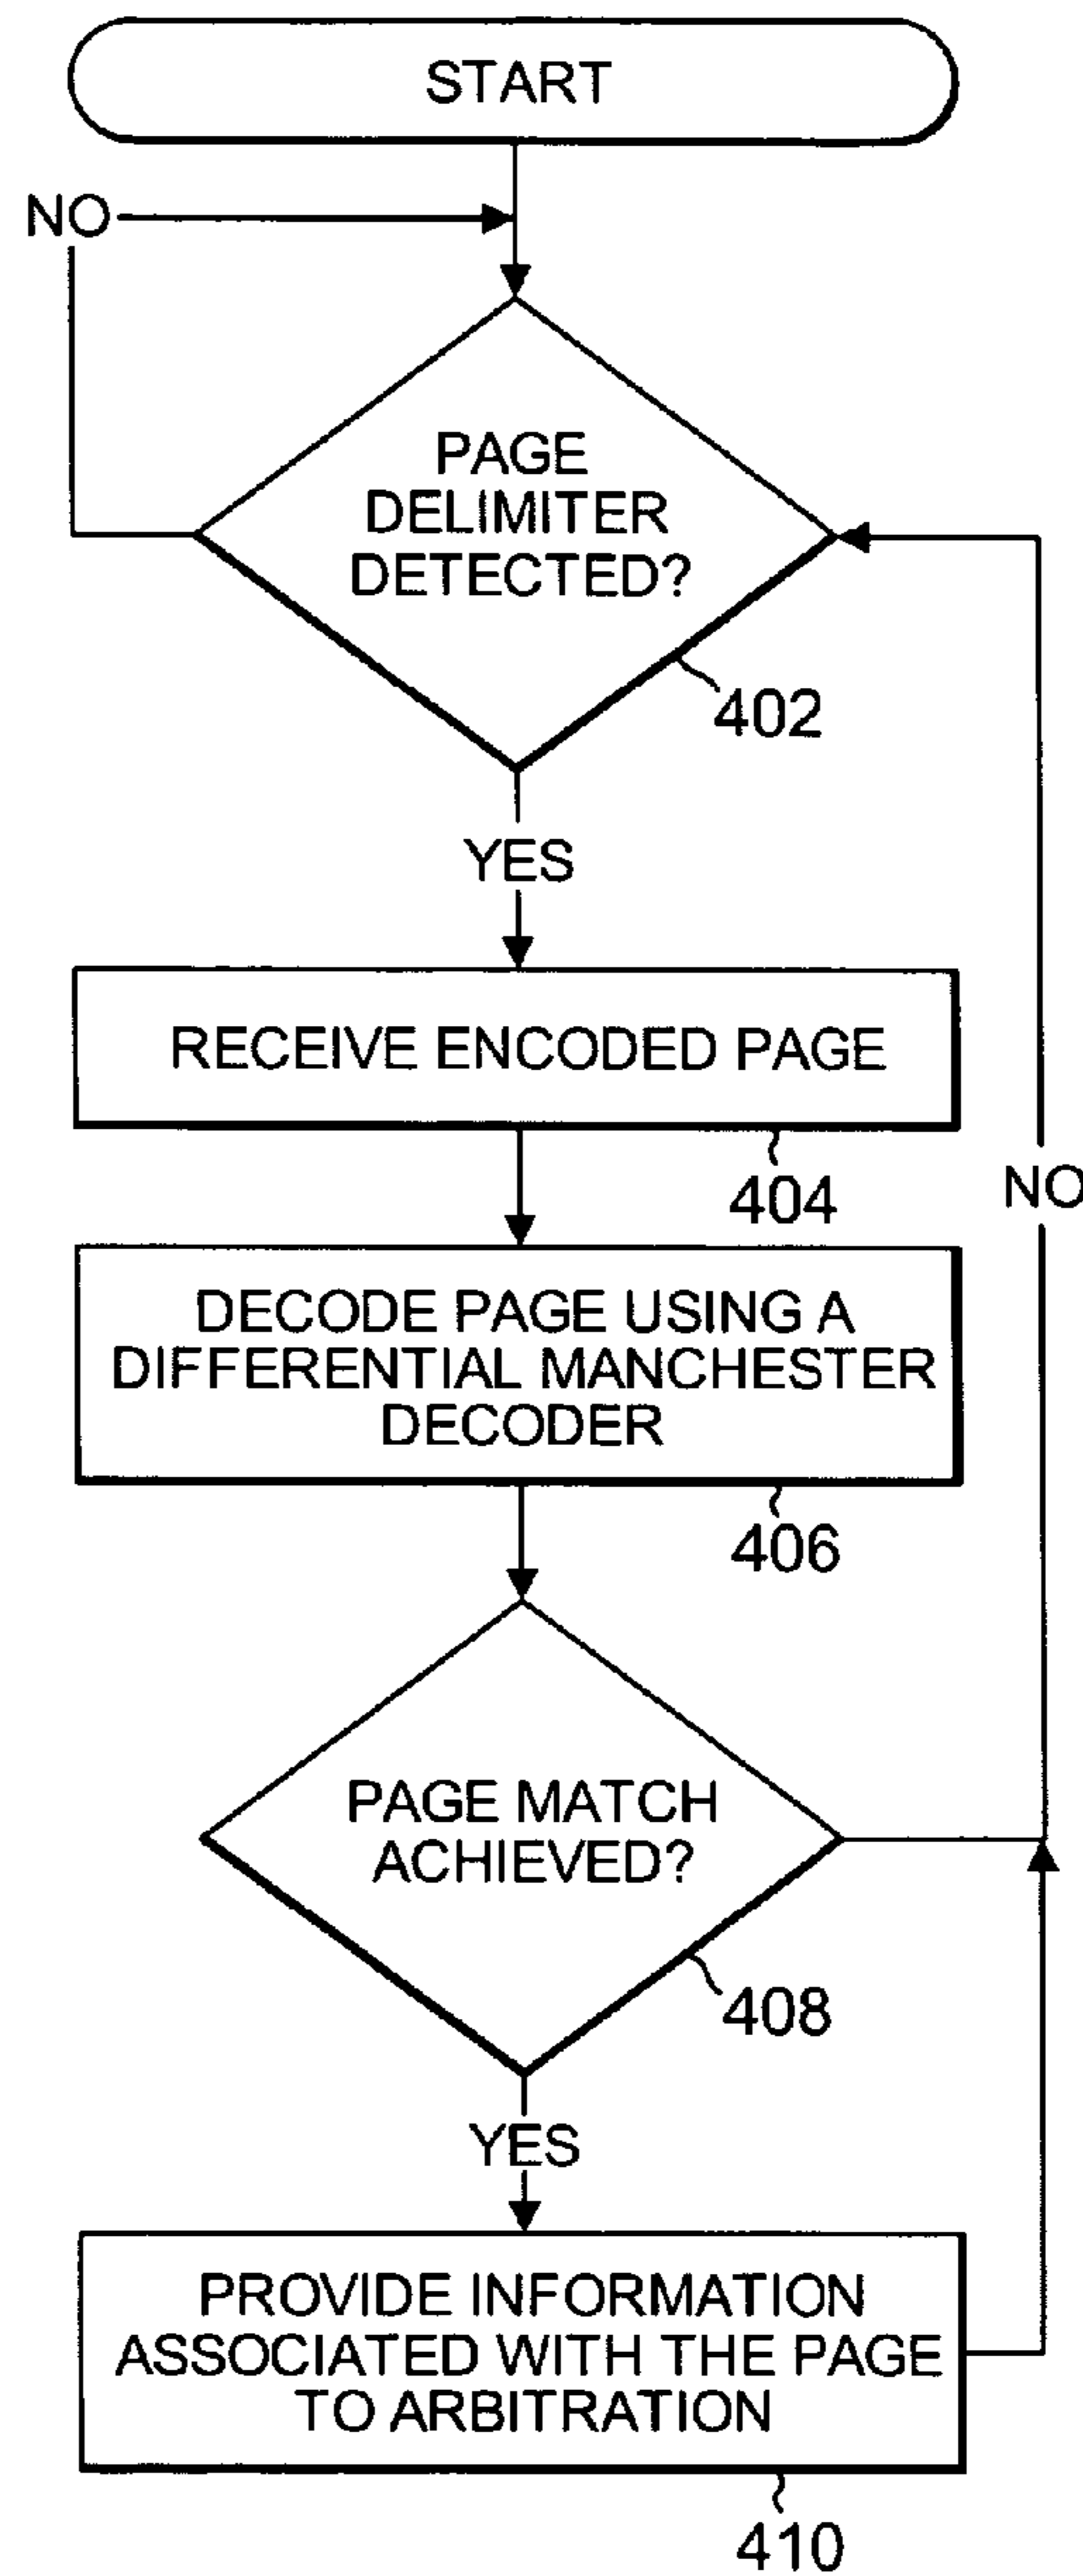 START
NO
PAGE
DELIMITER
DETECTED?
402
YES
RECEIVE ENCODED PAGE
404
NO
DECODE PAGE USING A
DIFFERENTIAL MANCHESTER
DECODER
406
PAGE MATCH
ACHIEVED?
408
YES
PROVIDE INFORMATION
ASSOCIATED WITH THE PAGE
TO ARBITRATION
410